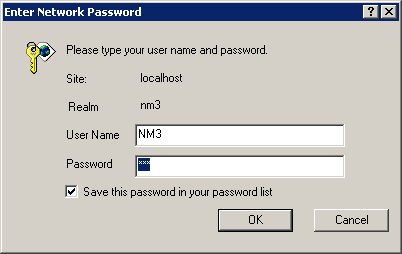 Enter Network Password
Please type your user name and password.
Site: localhost
Realm nm3
User Name NM3
Password ***
Save this password in your password list
OK Cancel